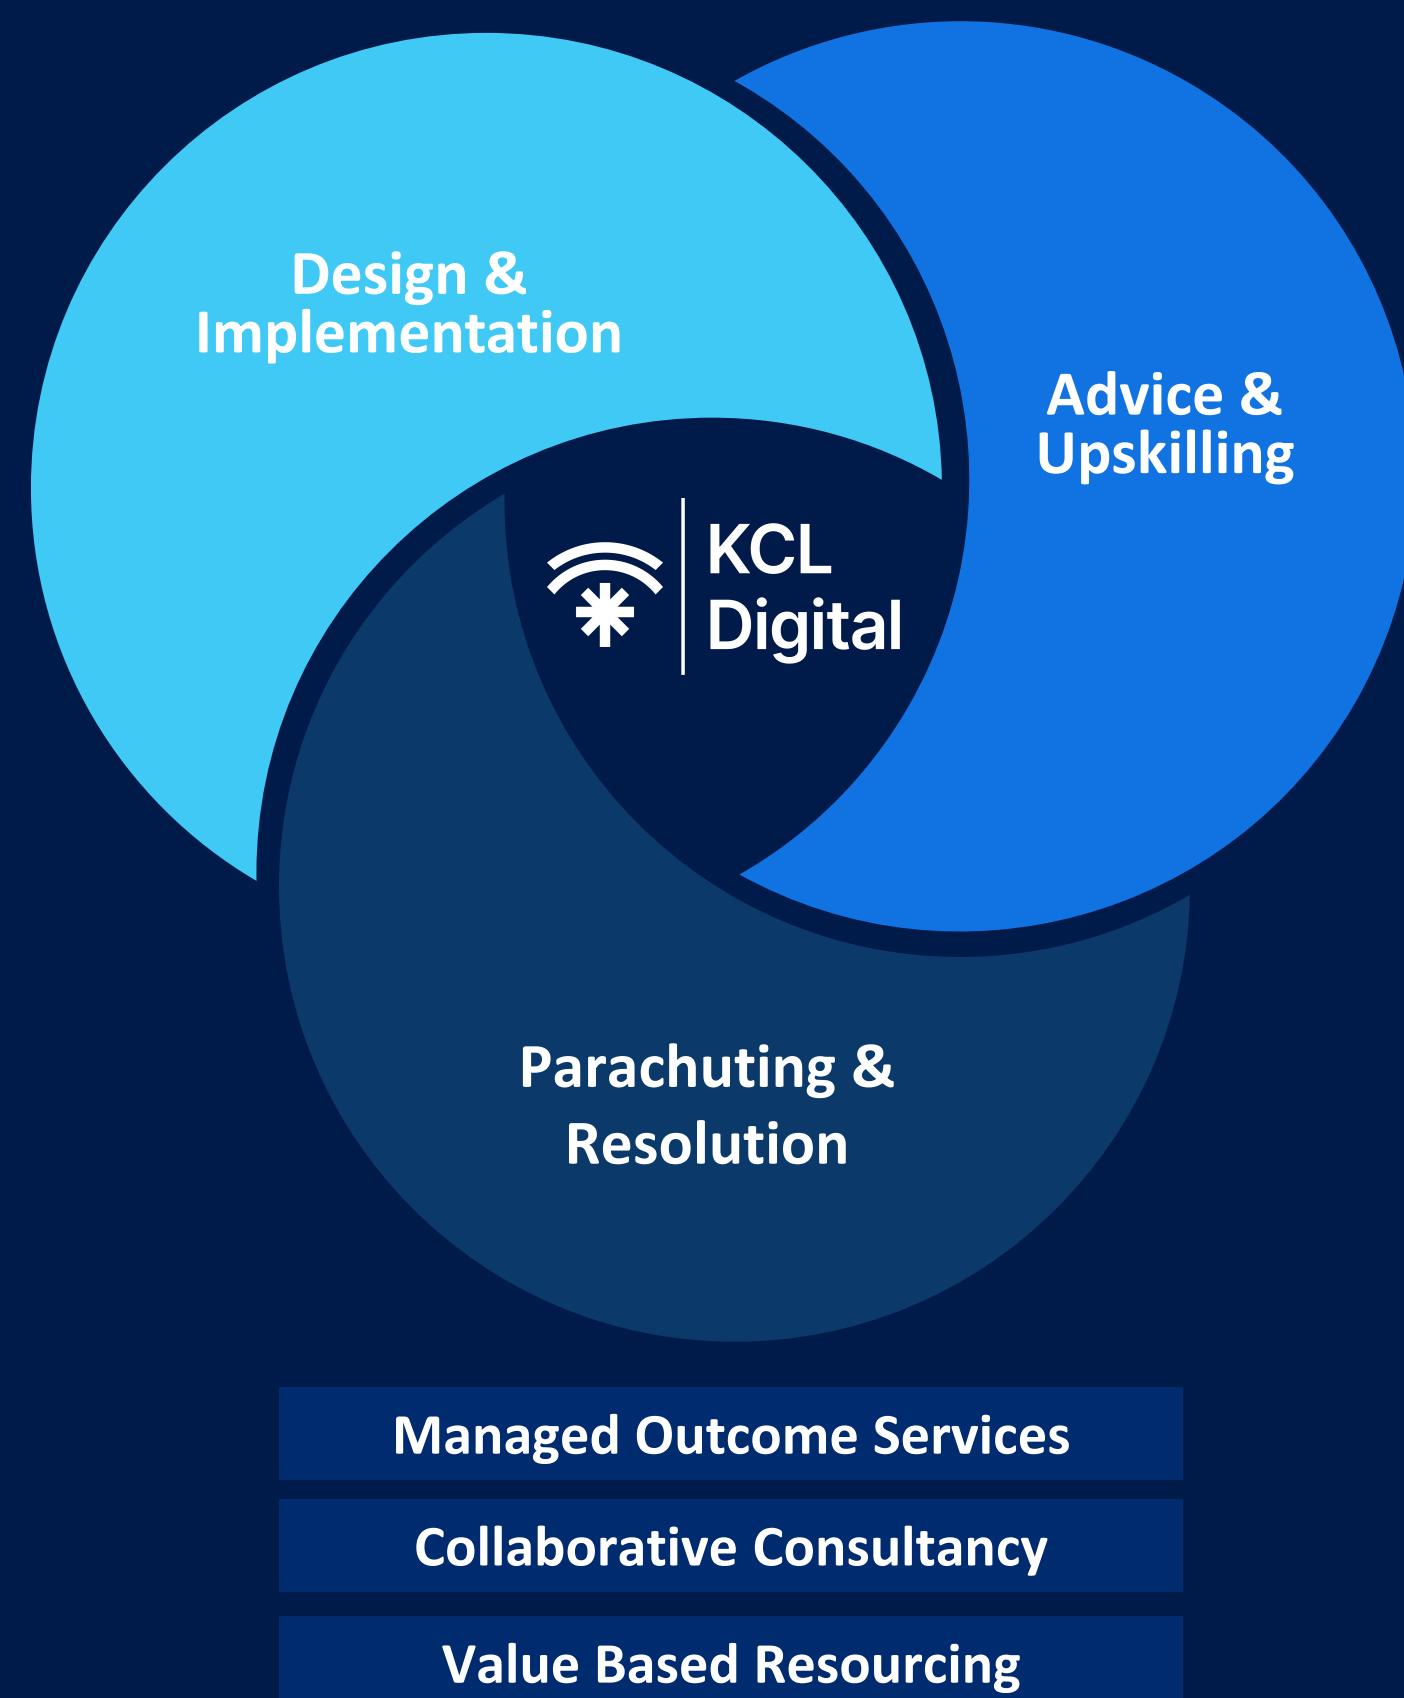 Design &
Implementation
Advice &
Upskilling
KCL
Digital
Parachuting &
Resolution
Managed Outcome Services
Collaborative Consultancy
Value Based Resourcing